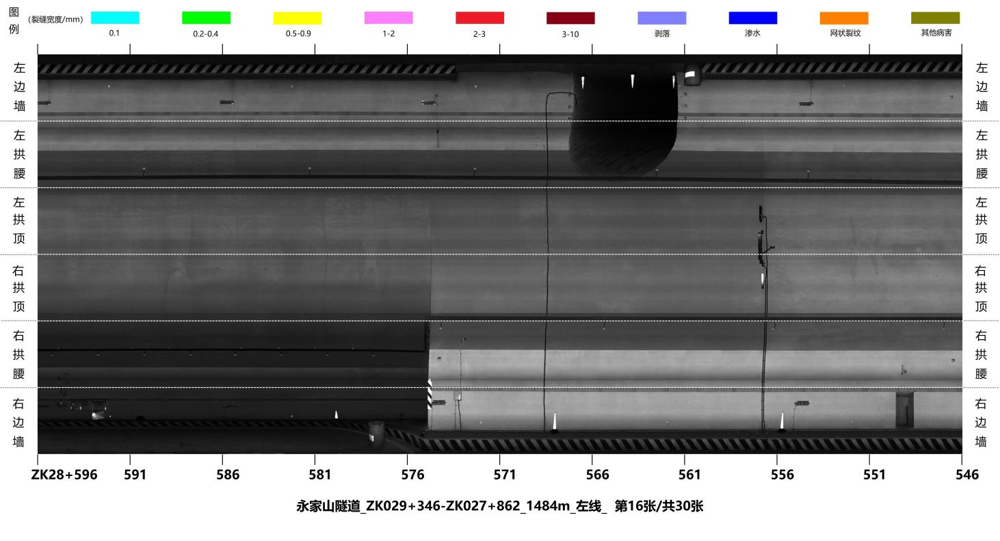 图例
(裂缝宽度/mm)
0.1
0.2-0.4
0.5-0.9
1-2
2-3
3-10
剥落
渗水
网状裂纹
其他病害
左边墙
左边墙
左拱腰
左拱腰
左拱顶
左拱顶
右拱顶
右拱顶
右拱腰
右拱腰
右边墙
右边墙
ZK28+596
591
586
581
576
571
566
561
556
551
546
永家山隧道_ZK029+346-ZK027+862_1484m_左线_ 第16张/共30张